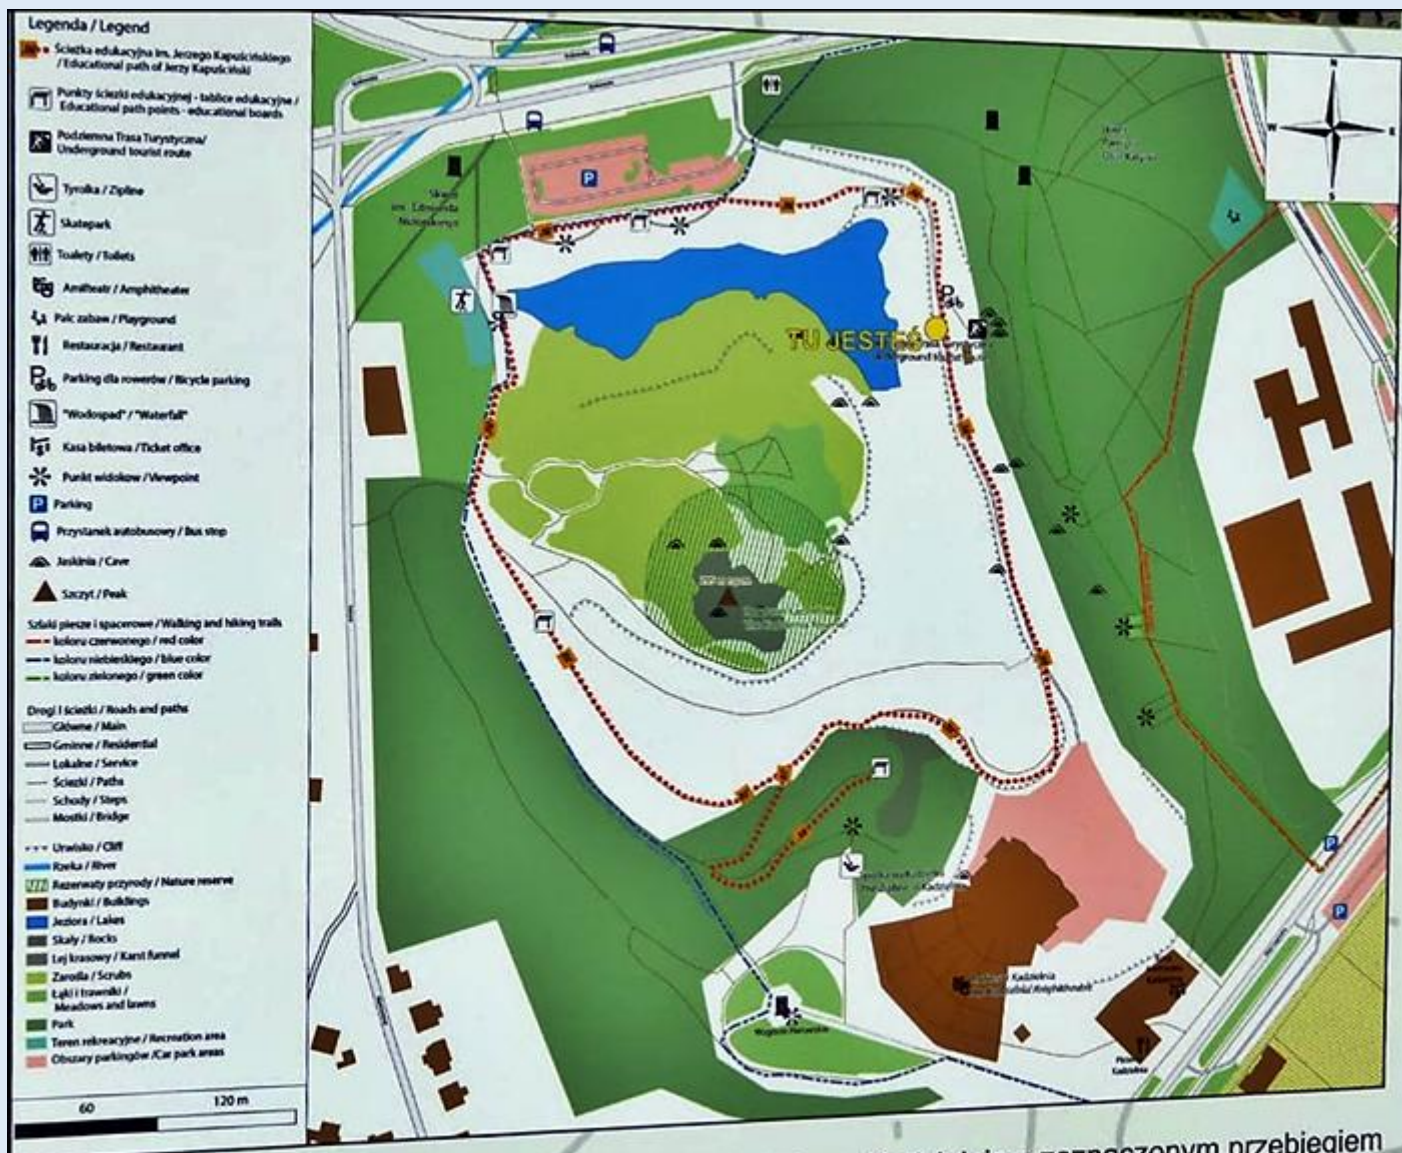 Legenda / Legend
Ścieżka edukacyjna im. Jerzego Kapuścińskiego
/ Educational path of Jerzy Kapuściński
Punkty ścieżki edukacyjnej - tablice edukacyjne /
Educational path points - educational boards
Podziemna Trasa Turystyczna/
Underground tourist route
Tyrolka / Zipline
Skatepark
Toalety / Toilets
Amfiteatr / Amphitheater
Palc zabaw / Playground
Restauracja / Restaurant
Parking dla rowerów / Bicycle parking
"Wodospad" / "Waterfall"
Kasa biletowa / Ticket office
Punkt widokow / Viewpoint
P Parking
Przystanek autobusowy / Bus stop
Jaskinia / Cave
Szczyt / Peak
Szlaki piesze i spacerowe / Walking and hiking trails
koloru czerwonego / red color
koloru niebieskiego / blue color
koloru zielonego / green color
Drogi i ścieżki / Roads and paths
Główne / Main
Gminne / Residential
Lokalne / Service
Ścieżki / Paths
Schody / Steps
Mostki / Bridge
Urwisko / Cliff
Rzeka / River
Rezerwaty przyrody / Nature reserve
Budynki / Buildings
Jeziora / Lakes
Skały / Rocks
Lej krasowy / Karst funnel
Zarośla / Scrubs
Łąki i trawniki /
Meadows and lawns
Park
Teren rekreacyjne / Recreation area
Obszary parkingów /Car park areas
60 120 m
N
W E
S
P
Skwer
im. Edmunda
P
TU JESTEŚ
P
P
Kadzielnia
Kadzielnia
zaznaczonym przebiegiem